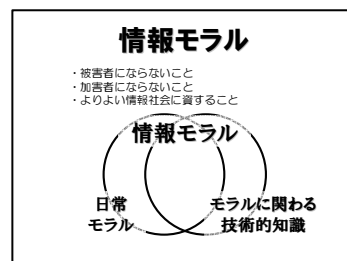 情報モラル
・被害者にならないこと
・加害者にならないこと
・よりよい情報社会に資すること
情報モラル
日常
モラル
モラルに関わる
技術的知識